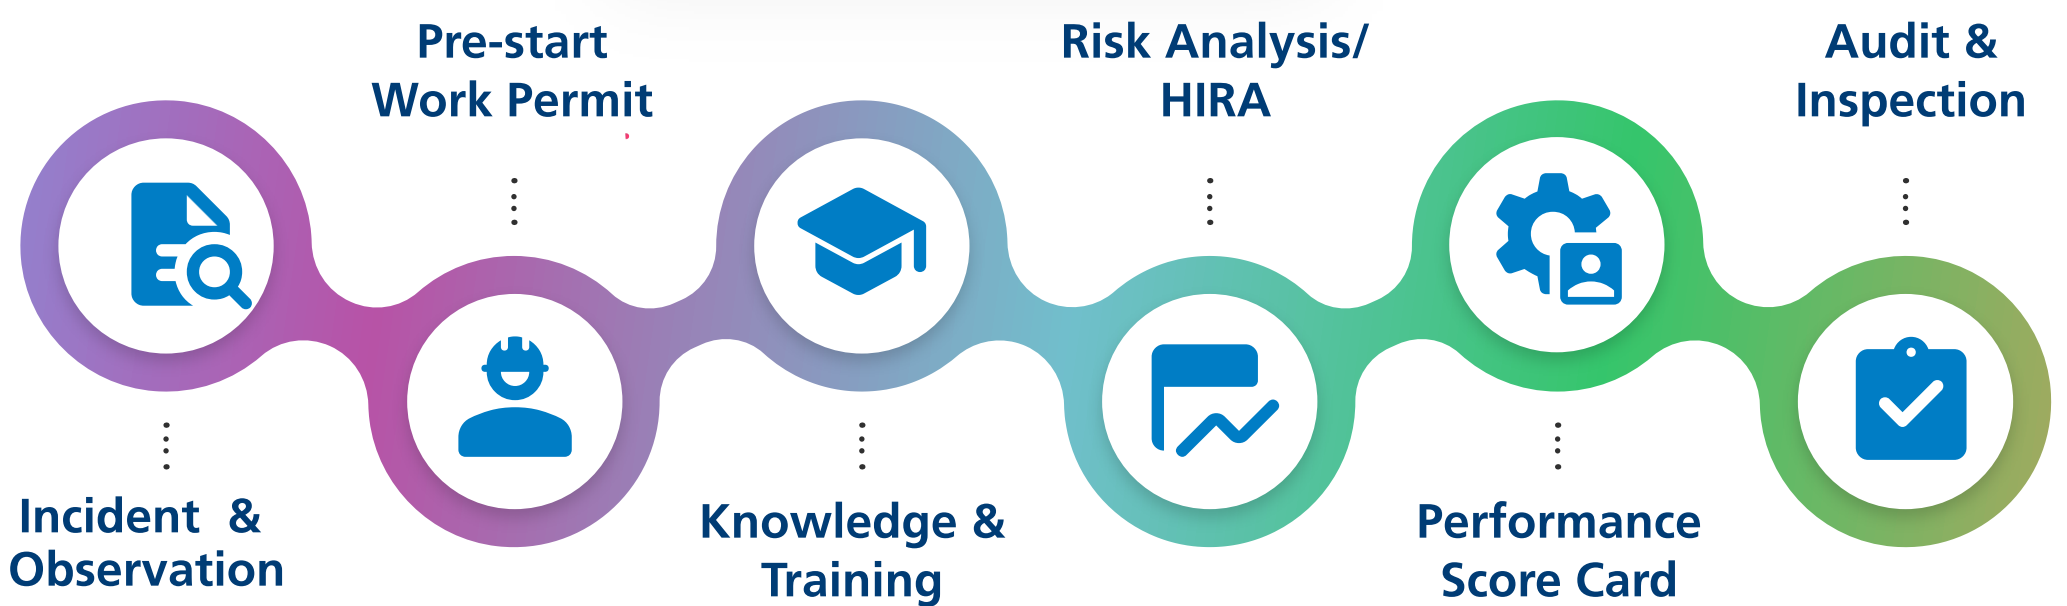 Incident & 
Observation
Pre-start
Work Permit
Knowledge &
Training
Risk Analysis/
HIRA
Performance
Score Card
Audit &
Inspection